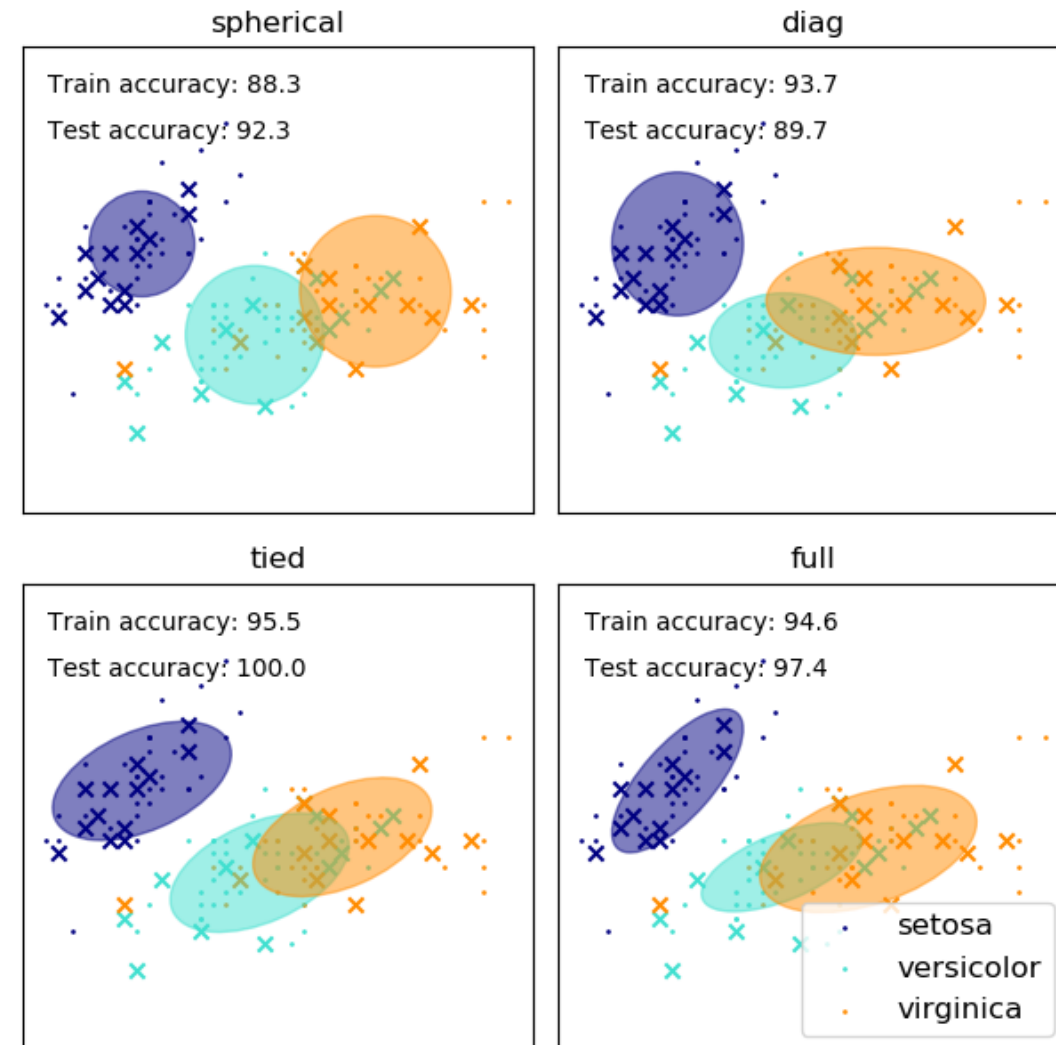 spherical
Train accuracy: 88.3
Test accuracy: 92.3
diag
Train accuracy: 93.7
Test accuracy: 89.7
tied
Train accuracy: 95.5
Test accuracy: 100.0
full
Train accuracy: 94.6
Test accuracy: 97.4
setosa
versicolor
virginica